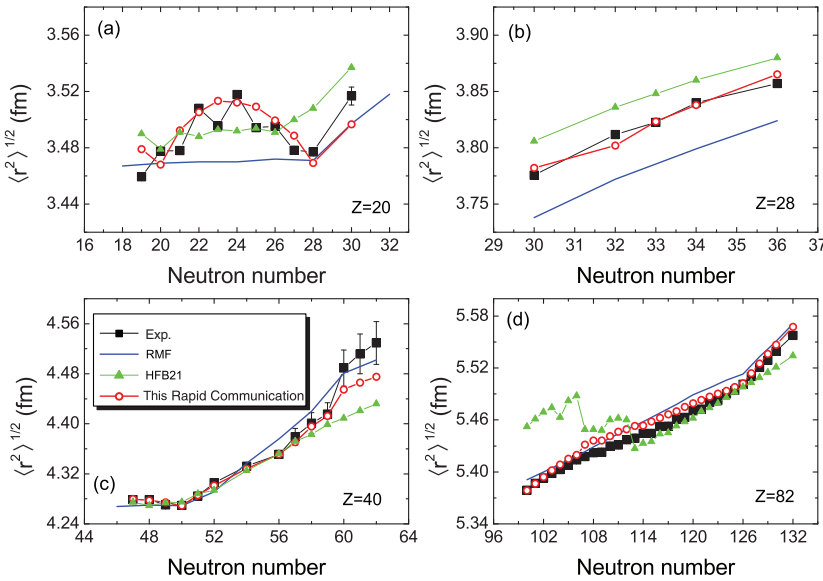 (a)
3.60
3.52
3.48
3.44
⟨r²⟩¹/² (fm)
Z=20
16 18 20 22 24 26 28 30 32
Neutron number
(b)
3.90
3.85
3.80
3.75
⟨r²⟩¹/² (fm)
Z=28
29 30 31 32 33 34 35 36 37
Neutron number
4.56
4.48
4.40
4.32
4.24
⟨r²⟩¹/² (fm)
Exp.
RMF
HFB21
This Rapid Communication
(c)
Z=40
44 48 52 56 60 64
Neutron number
(d)
5.58
5.52
5.46
5.40
5.34
⟨r²⟩¹/² (fm)
Z=82
96 102 108 114 120 126 132
Neutron number